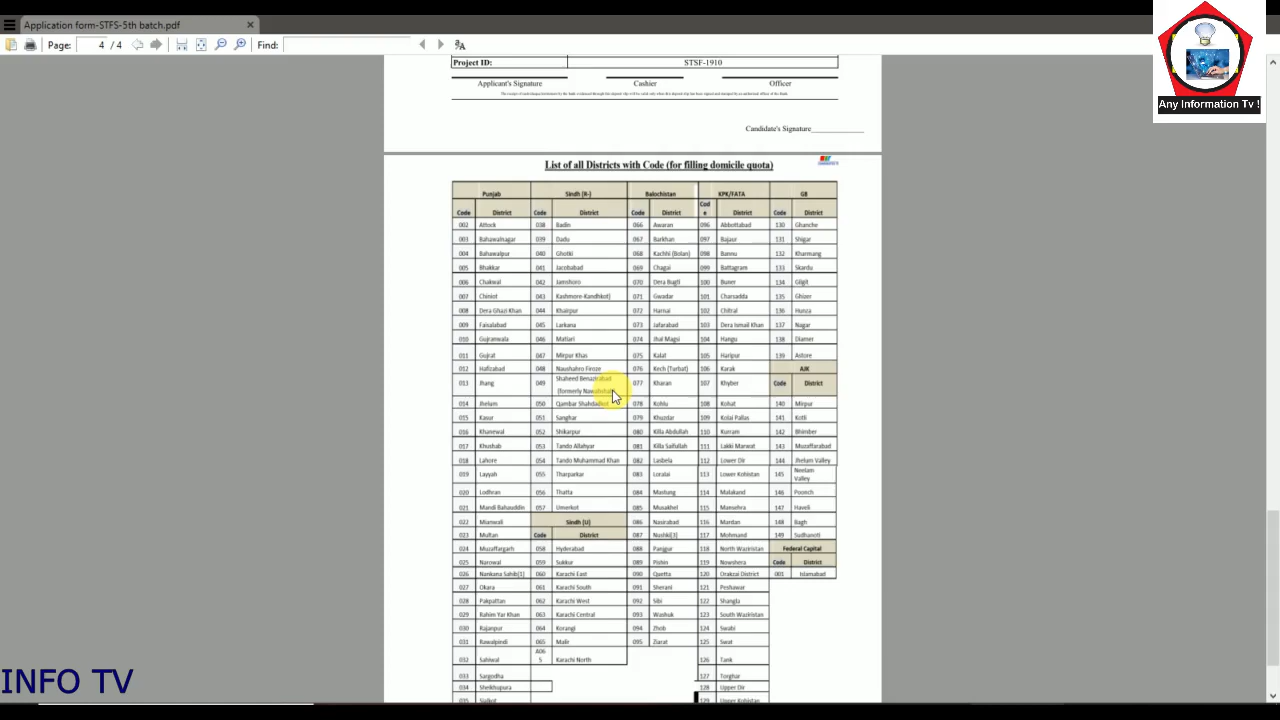 Application form-STFS-5th batch.pdf
Page: 4 / 4 Find:
Any Information Tv !
Project ID: STSF-1910
Applicant's Signature Cashier Officer
Candidate's Signature_____________
List of all Districts with Code (for filling domicile quota)
Punjab Sindh (R-) Balochistan KPK/FATA GB
Code District Code District Code District Code District Code District
002 Attock 038 Badin 066 Awaran 096 Abbottabad 130 Ghanche
003 Bahawalnagar 039 Dadu 067 Barkhan 097 Bajaur 131 Shigar
004 Bahawalpur 040 Ghotki 068 Kachhi (Bolan) 098 Bannu 132 Kharmang
005 Bhakkar 041 Jacobabad 069 Chagai 099 Battagram 133 Skardu
006 Chakwal 042 Jamshoro 070 Dera Bugti 100 Buner 134 Gilgit
007 Chiniot 043 Kashmore-Kandhkot) 071 Gwadar 101 Charsadda 135 Ghizer
008 Dera Ghazi Khan 044 Khairpur 072 Harnai 102 Chitral 136 Hunza
009 Faisalabad 045 Larkana 073 Jafarabad 103 Dera Ismail Khan 137 Nagar
010 Gujranwala 046 Matiari 074 Jhal Magsi 104 Hangu 138 Diamer
011 Gujrat 047 Mirpur Khas 075 Kalat 105 Haripur 139 Astore
012 Hafizabad 048 Naushahro Firoze 076 Kech (Turbat) 106 Karak AJK
013 Jhang 049 Shaheed Benazirabad 077 Kharan 107 Khyber Code District
(formerly
014 Jhelum 050 Qambar Shahdadkot 078 Kohlu 108 Kohat 140 Mirpur
015 Kasur 051 Sanghar 079 Khuzdar 109 Kolai Pallas 141 Kotli
016 Khanewal 052 Shikarpur 080 Killa Abdullah 110 Kurram 142 Bhimber
017 Khushab 053 Tando Allahyar 081 Killa Saifullah 111 Lakki Marwat 143 Muzaffarabad
018 Lahore 054 Tando Muhammad Khan 082 Lasbela 112 Lower Dir 144 Jhelum Valley
019 Layyah 055 Tharparkar 083 Loralai 113 Lower Kohistan 145 Neelam Valley
020 Lodhran 056 Thatta 084 Mastung 114 Malakand 146 Poonch
021 Mandi Bahauddin 057 Umerkot 085 Musakhel 115 Mansehra 147 Haveli
022 Mianwali Sindh (U) 086 Nasirabad 116 Mardan 148 Bagh
023 Multan Code District 087 Nushki[3] 117 Mohmand 149 Sudhanoti
024 Muzaffargarh 058 Hyderabad 088 Panjgur 118 North Waziristan Federal Capital
025 Narowal 059 Sukkur 089 Pishin 119 Nowshera Code District
026 Nankana Sahib[1] 060 Karachi East 090 Quetta 120 Orakzai District 001 Islamabad
027 Okara 061 Karachi South 091 Sherani 121 Peshawar
028 Pakpattan 062 Karachi West 092 Sibi 122 Shangla
029 Rahim Yar Khan 063 Karachi Central 093 Washuk 123 South Waziristan
030 Rajanpur 064 Korangi 094 Zhob 124 Swabi
031 Rawalpindi 065 Malir 095 Ziarat 125 Swat
032 Sahiwal A065 Karachi North 126 Tank
033 Sargodha 127 Torghar
034 Sheikhupura 128 Upper Dir
035 Sialkot 129 Upper Kohistan
INFO TV